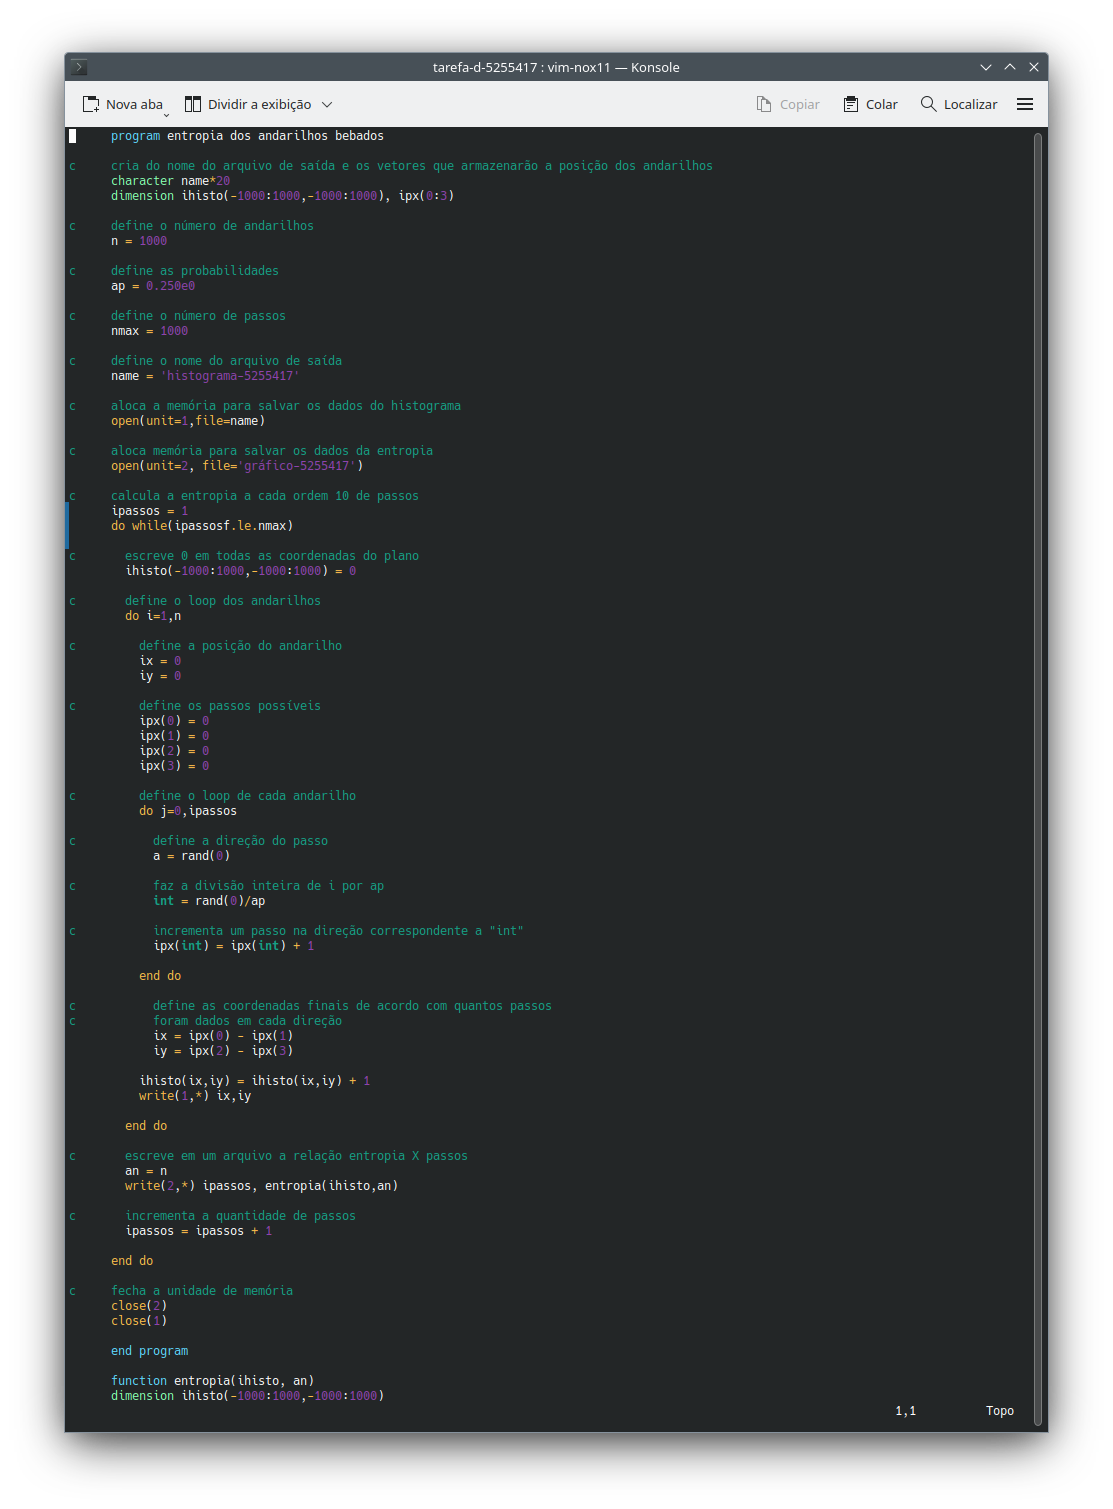 tarefa-d-5255417 : vim-nox11 — Konsole
Nova aba
Dividir a exibição
Copiar
Colar
Localizar
program entropia dos andarilhos bebados
c     cria do nome do arquivo de saída e os vetores que armazenarão a posição dos andarilhos
      character name*20
      dimension ihisto(-1000:1000,-1000:1000), ipx(0:3)
c     define o número de andarilhos
      n = 1000
c     define as probabilidades
      ap = 0.250e0
c     define o número de passos
      nmax = 1000
c     define o nome do arquivo de saída
      name = 'histograma-5255417'
c     aloca a memória para salvar os dados do histograma
      open(unit=1,file=name)
c     aloca memória para salvar os dados da entropia
      open(unit=2, file='gráfico-5255417')
c     calcula a entropia a cada ordem 10 de passos
      ipassos = 1
      do while(ipassosf.le.nmax)
c       escreve 0 em todas as coordenadas do plano
        ihisto(-1000:1000,-1000:1000) = 0
c       define o loop dos andarilhos
        do i=1,n
c         define a posição do andarilho
          ix = 0
          iy = 0
c         define os passos possíveis
          ipx(0) = 0
          ipx(1) = 0
          ipx(2) = 0
          ipx(3) = 0
c         define o loop de cada andarilho
          do j=0,ipassos
c           define a direção do passo
            a = rand(0)
c           faz a divisão inteira de i por ap
            int = rand(0)/ap
c           incrementa um passo na direção correspondente a "int"
            ipx(int) = ipx(int) + 1
          end do
c           define as coordenadas finais de acordo com quantos passos
c           foram dados em cada direção
            ix = ipx(0) - ipx(1)
            iy = ipx(2) - ipx(3)
          ihisto(ix,iy) = ihisto(ix,iy) + 1
          write(1,*) ix,iy
        end do
c       escreve em um arquivo a relação entropia X passos
        an = n
        write(2,*) ipassos, entropia(ihisto,an)
c       incrementa a quantidade de passos
        ipassos = ipassos + 1
      end do
c     fecha a unidade de memória
      close(2)
      close(1)
      end program
      function entropia(ihisto, an)
      dimension ihisto(-1000:1000,-1000:1000)
1,1 Topo